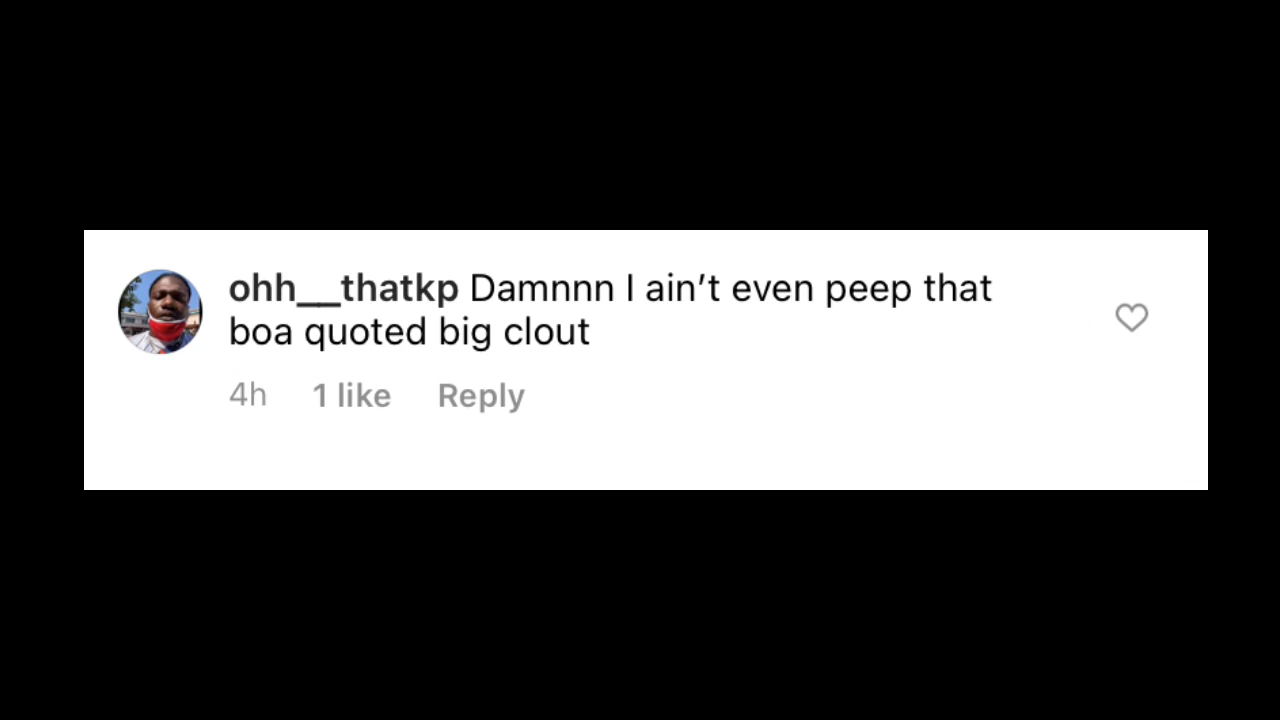 ohh__thatkp Damnnn I ain’t even peep that
boa quoted big clout
4h 1 like Reply